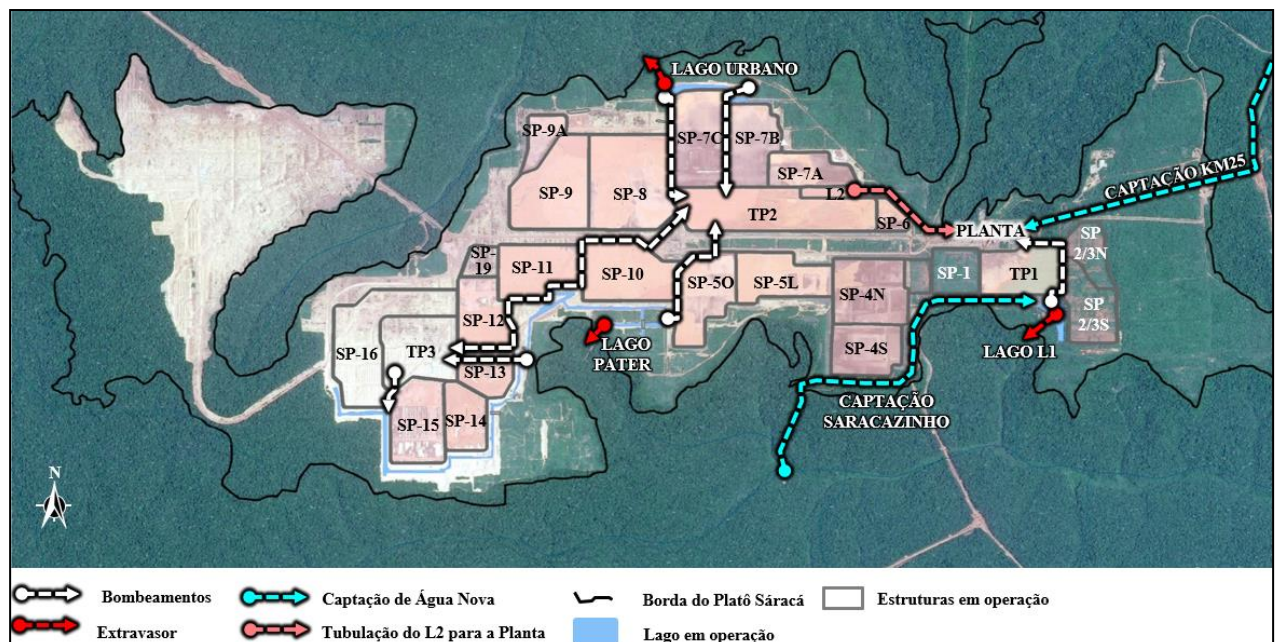 LAGO URBANO
SP-9A
SP-7C
SP-7B
CAPTAÇÃO KM25
SP-9
SP-8
SP-7A
L2
TP2
SP-6
PLANTA
SP
2/3N
SP-
19
SP-11
SP-10
SP-5O
SP-5L
SP-4N
SP-1
TP1
SP
2/3S
SP-12
SP-16
TP3
LAGO
PATER
SP-4S
LAGO L1
SP-13
SP-15
SP-14
CAPTAÇÃO
SARACAZINHO
N
Bombeamentos
Captação de Água Nova
Borda do Platô Sáracá
Estruturas em operação
Extravasor
Tubulação do L2 para a Planta
Lago em operação